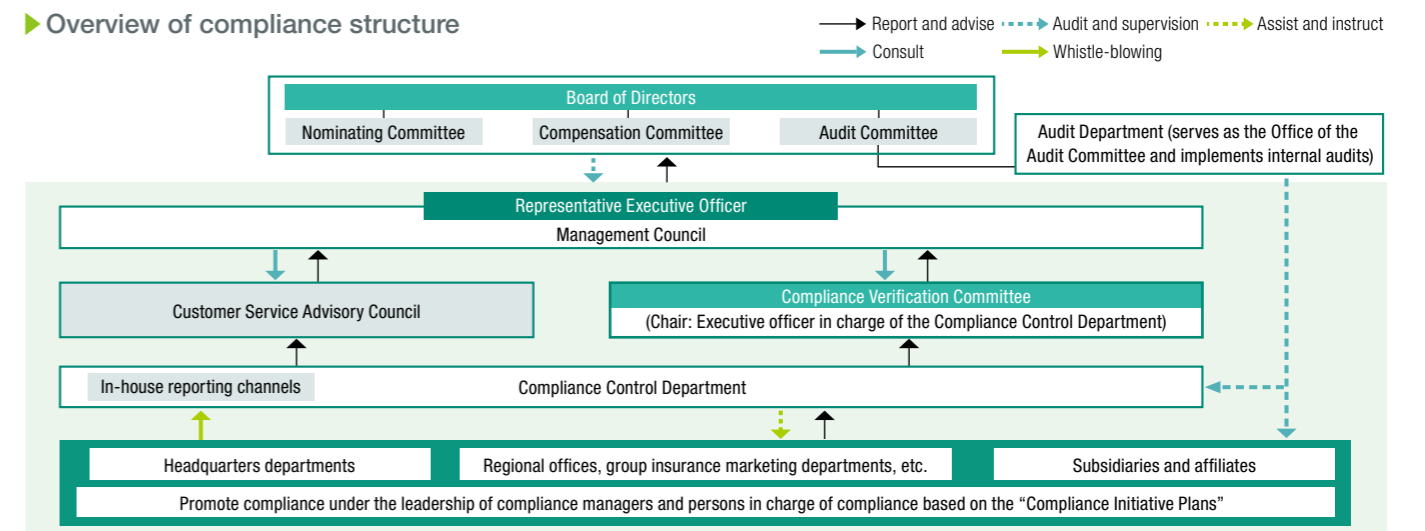 Overview of compliance structure
Report and advise
Audit and supervision
Assist and instruct
Consult
Whistle-blowing
Board of Directors
Nominating Committee
Compensation Committee
Audit Committee
Audit Department (serves as the Office of the
Audit Committee and implements internal audits)
Representative Executive Officer
Management Council
Customer Service Advisory Council
Compliance Verification Committee
(Chair: Executive officer in charge of the Compliance Control Department)
In-house reporting channels
Compliance Control Department
Headquarters departments
Regional offices, group insurance marketing departments, etc.
Subsidiaries and affiliates
Promote compliance under the leadership of compliance managers and persons in charge of compliance based on the “Compliance Initiative Plans”